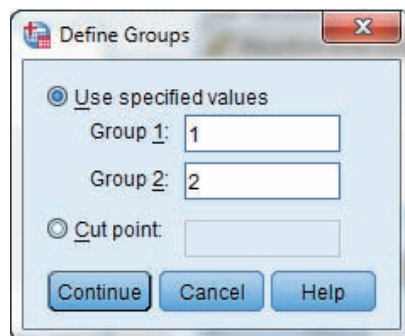 Define Groups
Use specified values
Group 1: 1
Group 2: 2
Cut point:
Continue Cancel Help